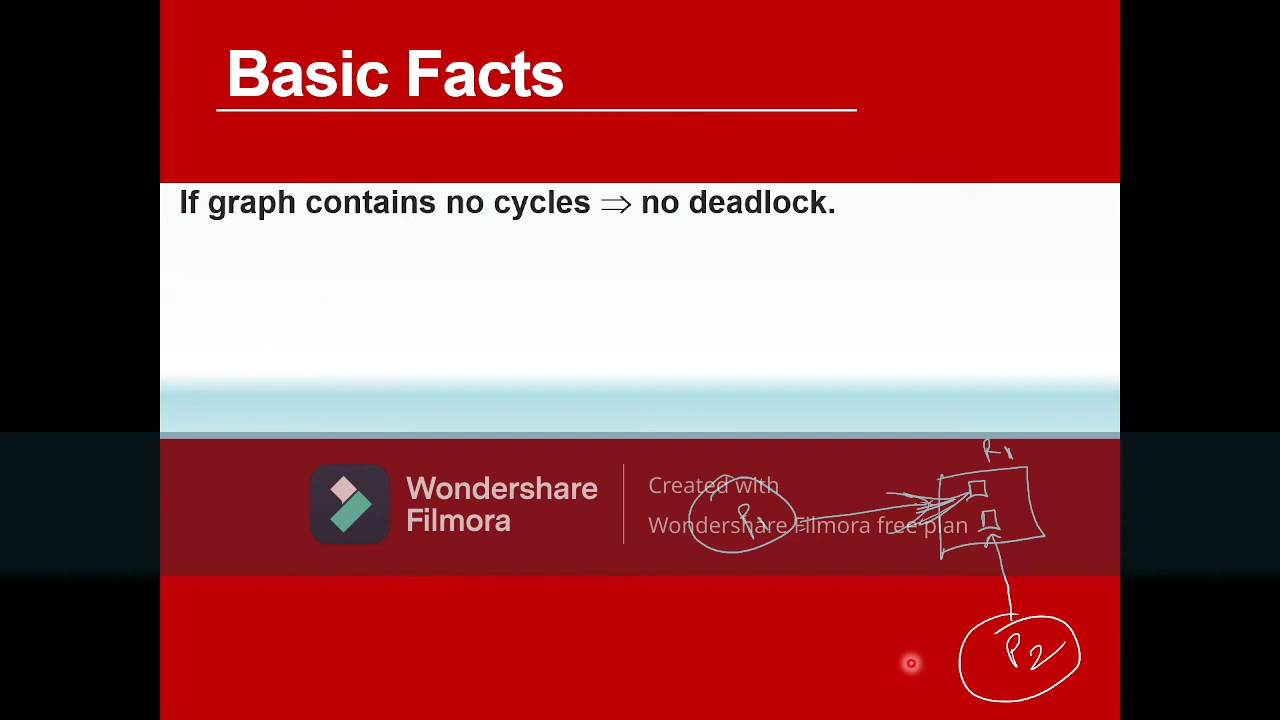 Basic Facts
If graph contains no cycles ⇒ no deadlock.
R1
Wondershare
Filmora
Created with
Wondershare Filmora free plan
P1
P2